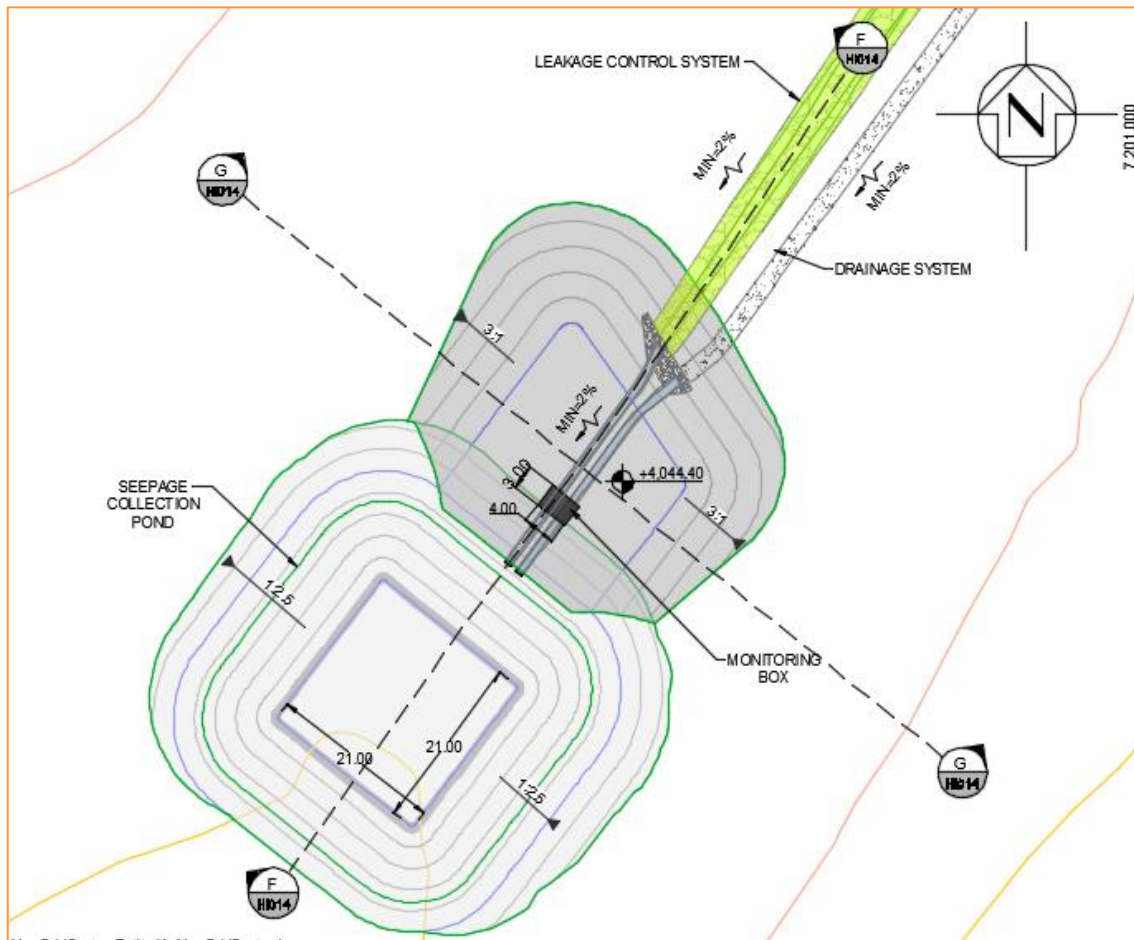 F
HI014
LEAKAGE CONTROL SYSTEM
N
7,201,000
MIN=2%
MIN=2%
G
HI014
DRAINAGE SYSTEM
3:1
MIN=2%
3.00
+4,044.40
4.00
3:1
SEEPAGE
COLLECTION
POND
1:2.5
MONITORING
BOX
21.00
21.00
1:2.5
G
HI014
F
HI014